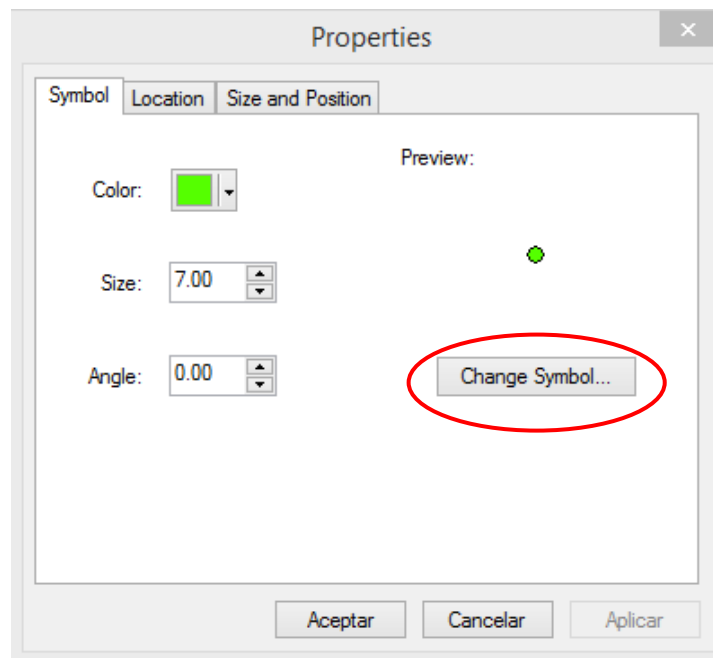 Properties
Symbol Location Size and Position
Preview:
Color:
Size: 7.00
Angle: 0.00
Change Symbol...
Aceptar Cancelar Aplicar